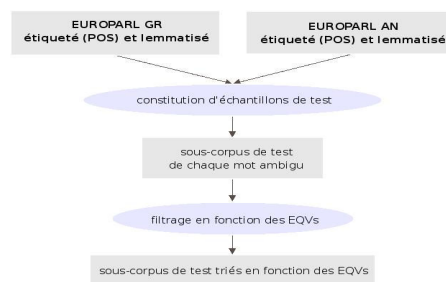 EUROPARL GR
étiqueté (POS) et lemmatisé
EUROPARL AN
étiqueté (POS) et lemmatisé
constitution d'échantillons de test
sous-corpus de test
de chaque mot ambigu
filtrage en fonction des EQVs
sous-corpus de test triés en fonction des EQVs